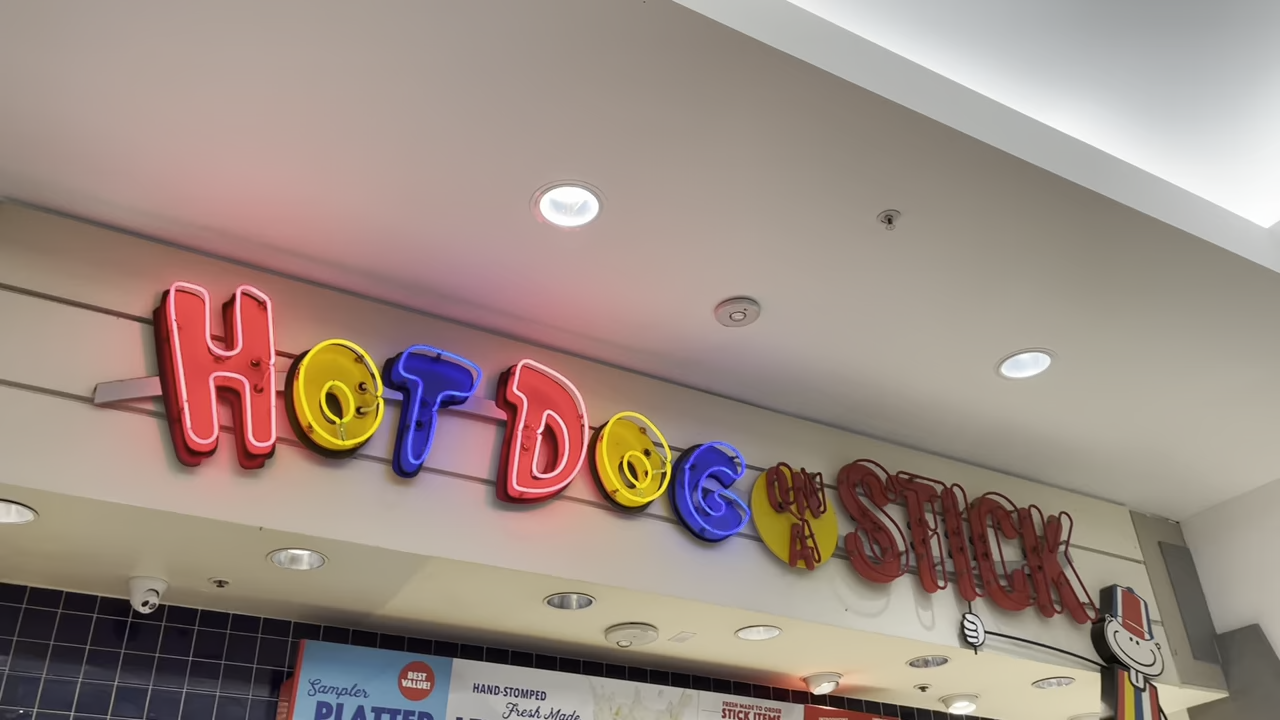 HOT DOG ON A STICK
BEST VALUE!
Sampler
PLATTER
HAND-STOMPED
Fresh Made
FRESH MADE TO ORDER
STICK ITEMS